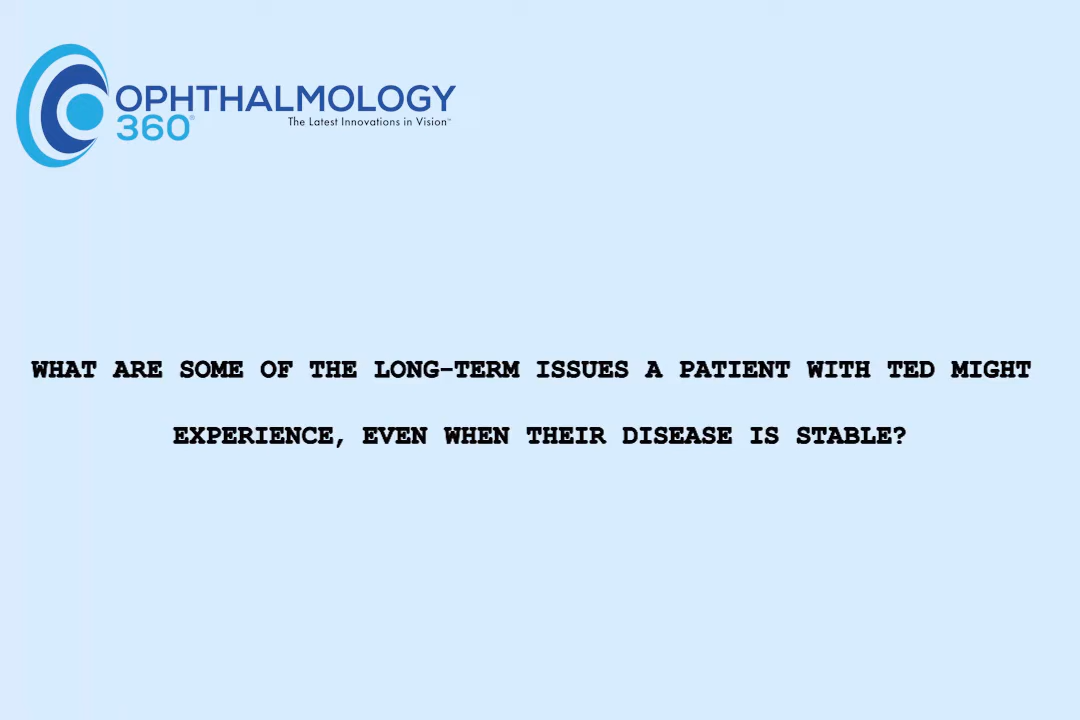 OPHTHALMOLOGY
360®
The Latest Innovations in Vision™
WHAT ARE SOME OF THE LONG-TERM ISSUES A PATIENT WITH TED MIGHT
EXPERIENCE, EVEN WHEN THEIR DISEASE IS STABLE?